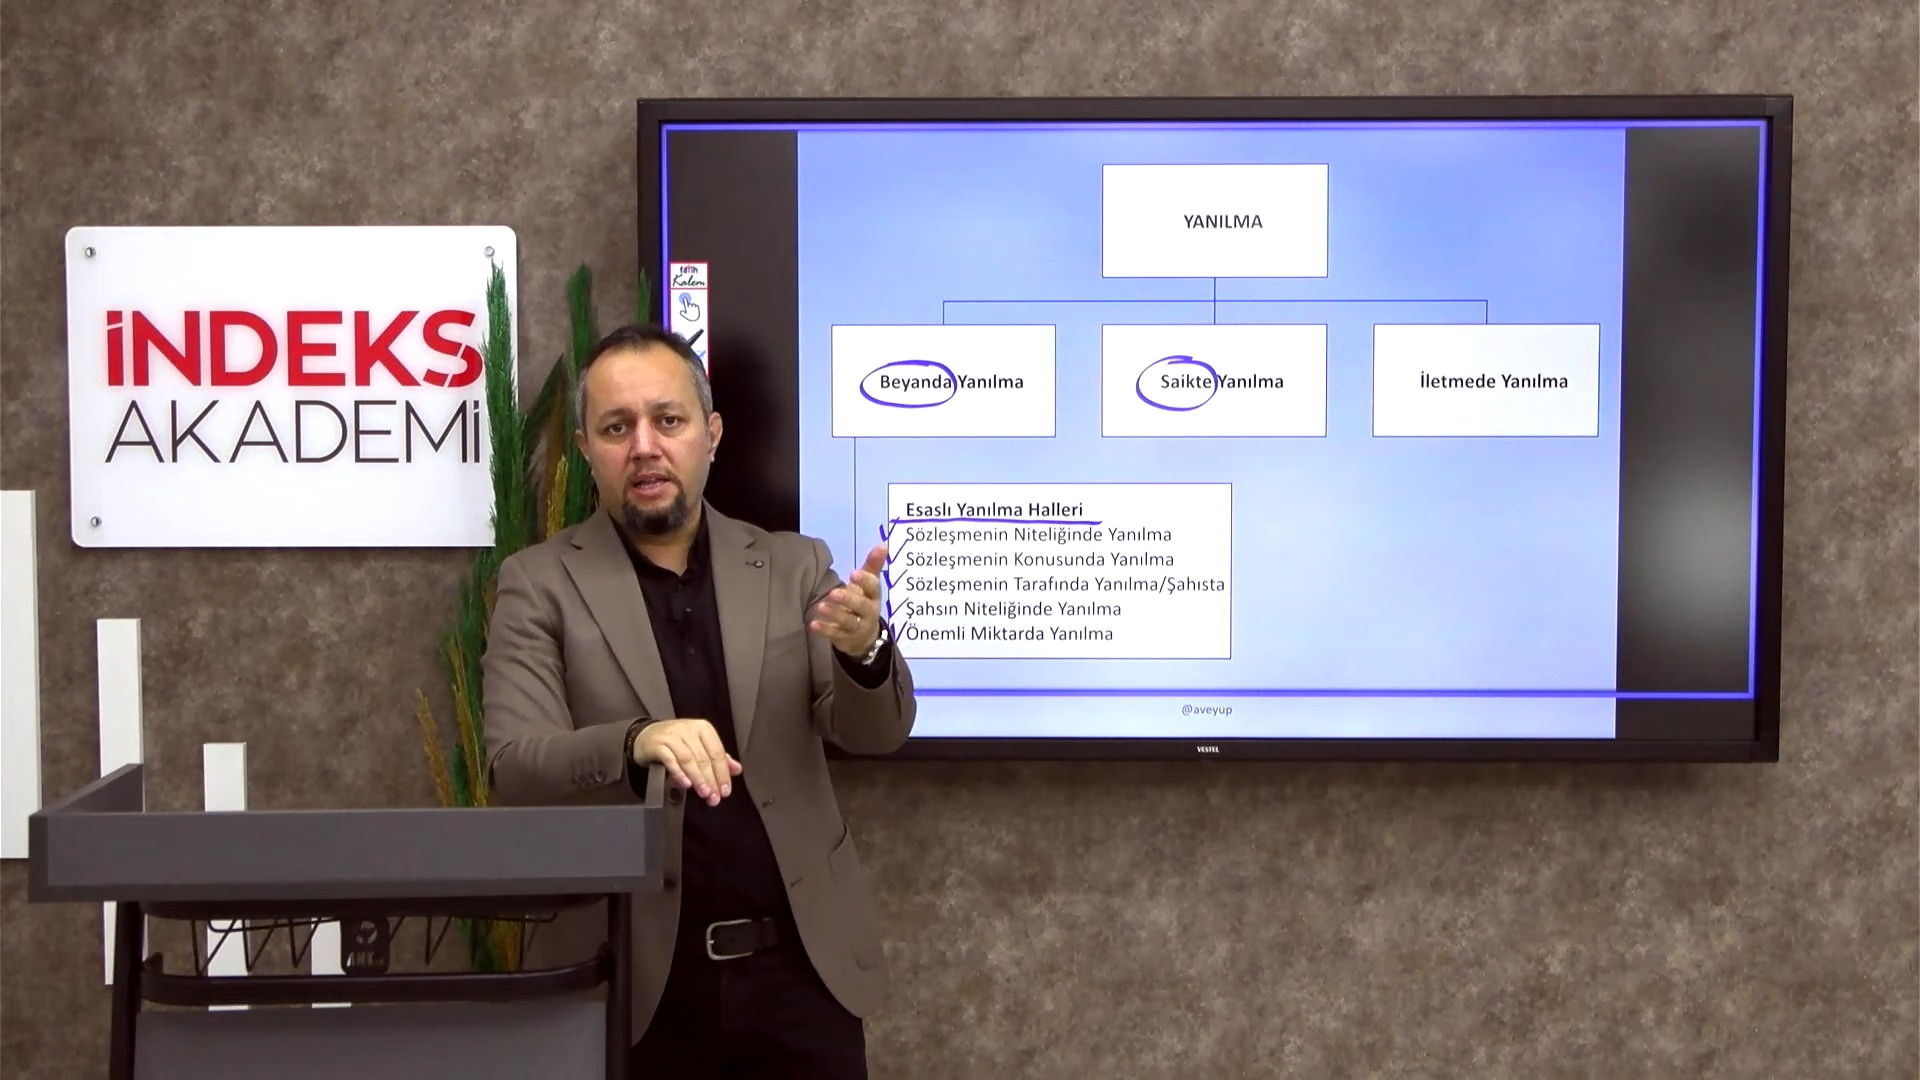 İNDEKS
AKADEMİ
Kalem
YANILMA
Beyanda Yanılma
Saikte Yanılma
İletmede Yanılma
Esaslı Yanılma Halleri
Sözleşmenin Niteliğinde Yanılma
Sözleşmenin Konusunda Yanılma
Sözleşmenin Tarafında Yanılma/Şahısta
Şahsın Niteliğinde Yanılma
Önemli Miktarda Yanılma
@aveyup
VESTEL